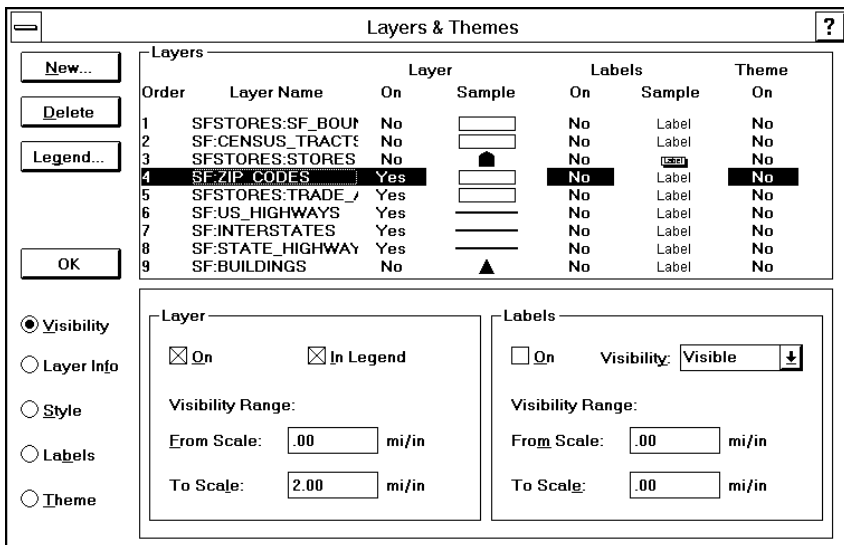 Layers & Themes
?
New...
Delete
Legend...
OK
Layers
Layer Labels Theme
Order Layer Name On Sample On Sample On
1 SFSTORES:SF_BOUN No No Label No
2 SF:CENSUS_TRACTS No No Label No
3 SFSTORES:STORES No No Label No
4 SF:ZIP_CODES Yes No Label No
5 SFSTORES:TRADE_A Yes No Label No
6 SF:US_HIGHWAYS Yes No Label No
7 SF:INTERSTATES Yes No Label No
8 SF:STATE_HIGHWAY Yes No Label No
9 SF:BUILDINGS No No Label No
Visibility
Layer Info
Style
Labels
Theme
Layer
On In Legend
Visibility Range:
From Scale: .00 mi/in
To Scale: 2.00 mi/in
Labels
On Visibility: Visible
Visibility Range:
From Scale: .00 mi/in
To Scale: .00 mi/in